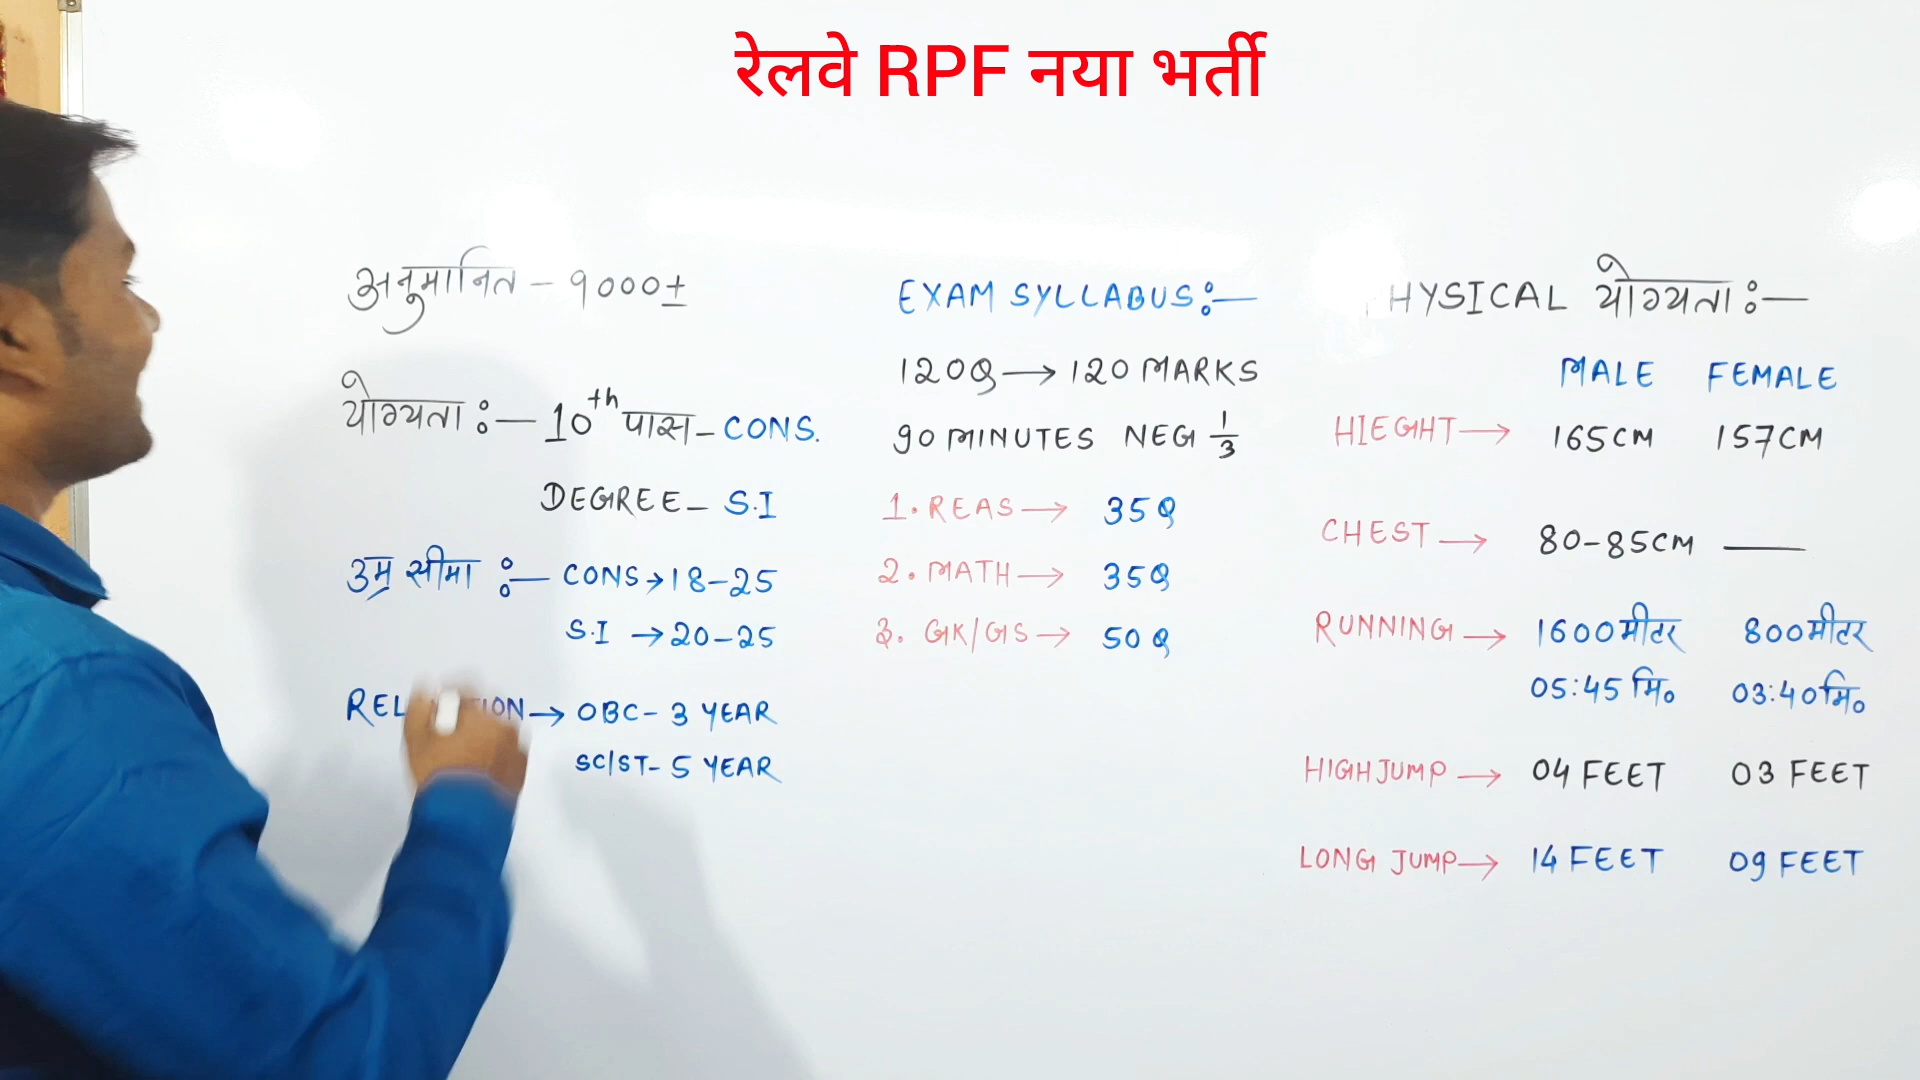 रेलवे RPF नया भर्ती
अनुमानित – 9000±
योग्यता :— 10th पास – CONS.
DEGREE – S.I
उम्र सीमा :— CONS → 18–25
S.I → 20–25
→ OBC – 3 YEAR
SC/ST – 5 YEAR
EXAM SYLLABUS :—
120Q → 120 MARKS
90 MINUTES NEG 1/3
1. REAS → 35Q
2. MATH → 35Q
3. GK/GS → 50Q
HYSICAL योग्यता :—
MALE FEMALE
HIEGHT → 165CM 157CM
CHEST → 80–85CM —
RUNNING → 1600मीटर 800मीटर
05:45 मि० 03:40 मि०
HIGH JUMP → 04 FEET 03 FEET
LONG JUMP → 14 FEET 09 FEET